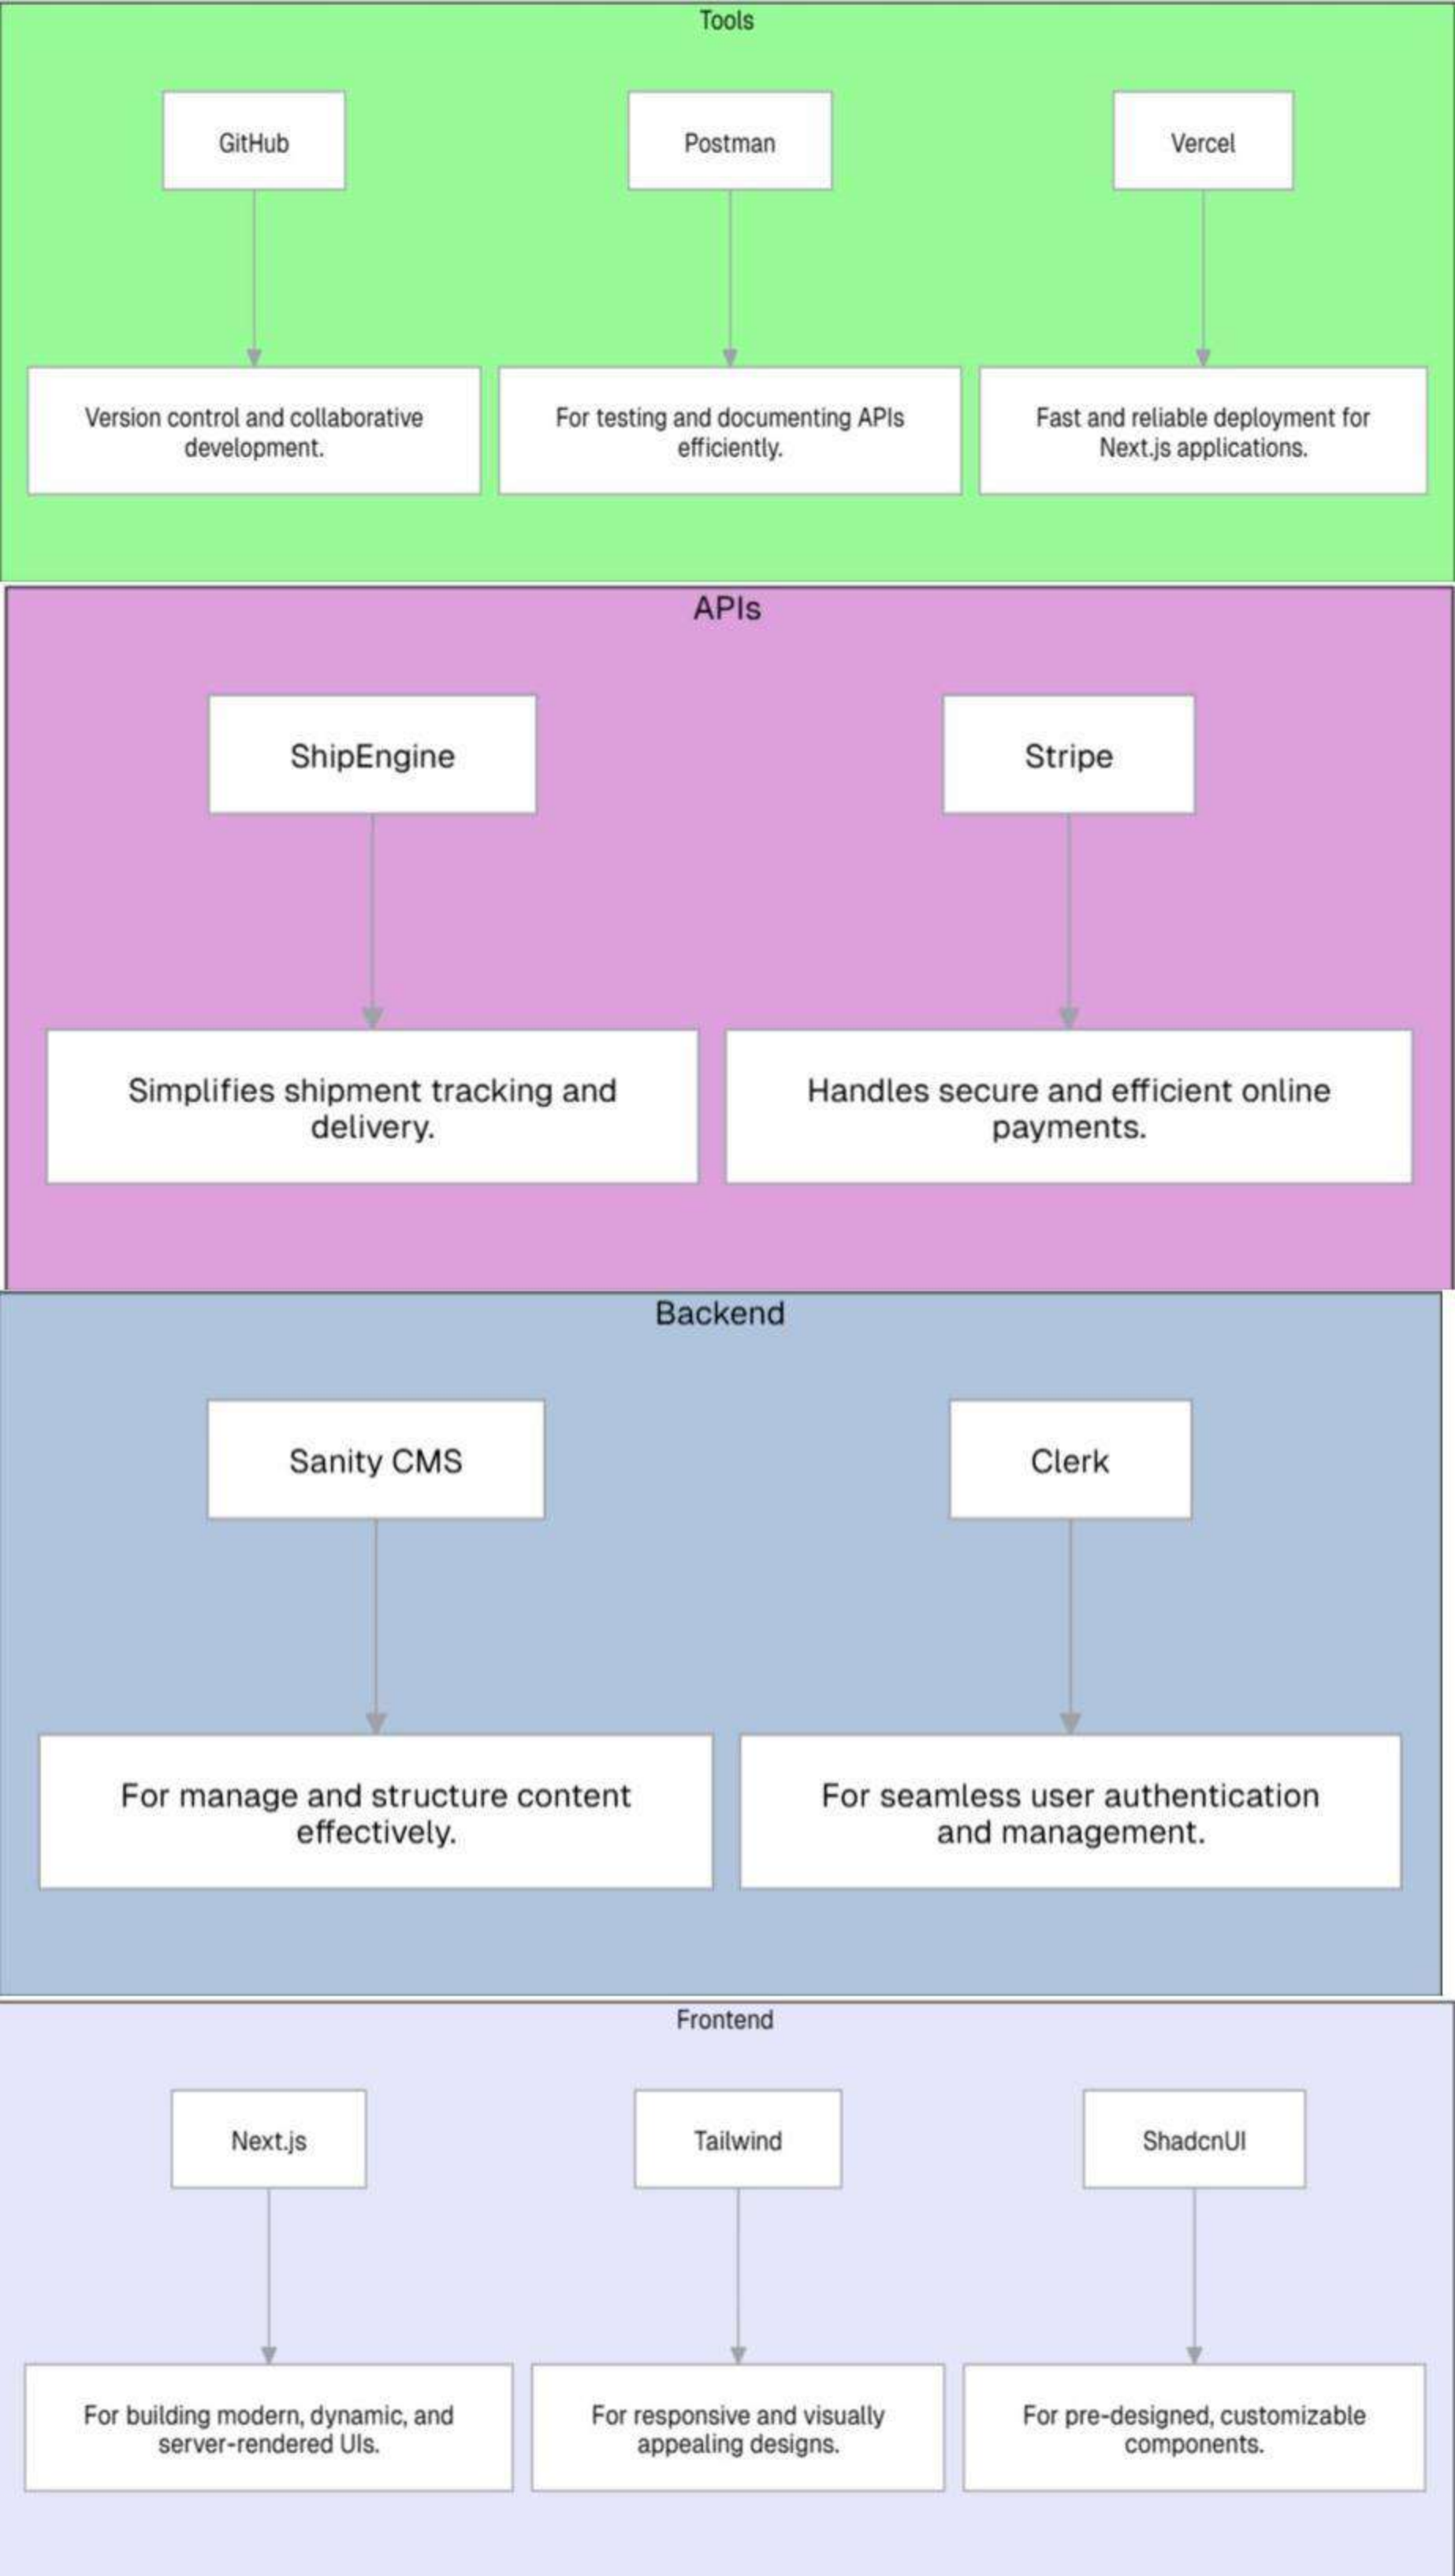 Tools
GitHub
Postman
Vercel
Version control and collaborative
development.
For testing and documenting APIs
efficiently.
Fast and reliable deployment for
Next.js applications.
APIs
ShipEngine
Stripe
Simplifies shipment tracking and
delivery.
Handles secure and efficient online
payments.
Backend
Sanity CMS
Clerk
For manage and structure content
effectively.
For seamless user authentication
and management.
Frontend
Next.js
Tailwind
ShadcnUI
For building modern, dynamic, and
server-rendered UIs.
For responsive and visually
appealing designs.
For pre-designed, customizable
components.